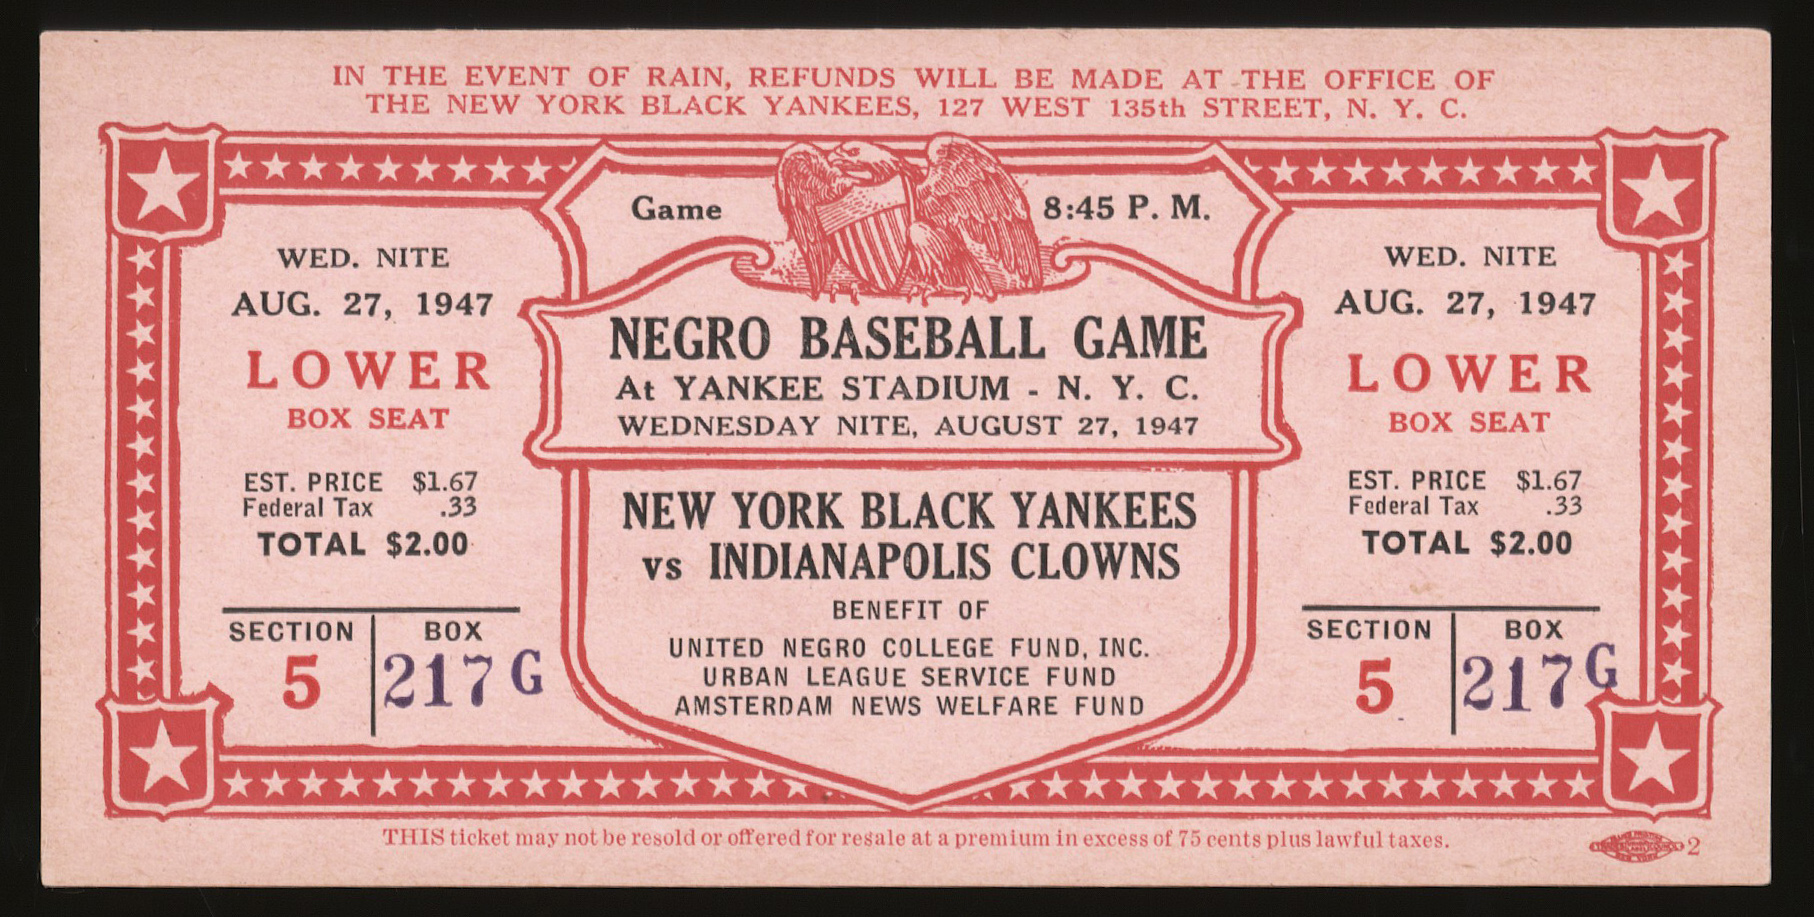 IN THE EVENT OF RAIN, REFUNDS WILL BE MADE AT THE OFFICE OF
THE NEW YORK BLACK YANKEES, 127 WEST 135th STREET, N. Y. C.
WED. NITE
AUG. 27, 1947
LOWER
BOX SEAT
EST. PRICE $1.67
Federal Tax .33
TOTAL $2.00
SECTION BOX
5 217 G
Game 8:45 P. M.
NEGRO BASEBALL GAME
At YANKEE STADIUM - N. Y. C.
WEDNESDAY NITE, AUGUST 27, 1947
NEW YORK BLACK YANKEES
vs INDIANAPOLIS CLOWNS
BENEFIT OF
UNITED NEGRO COLLEGE FUND, INC.
URBAN LEAGUE SERVICE FUND
AMSTERDAM NEWS WELFARE FUND
WED. NITE
AUG. 27, 1947
LOWER
BOX SEAT
EST. PRICE $1.67
Federal Tax .33
TOTAL $2.00
SECTION BOX
5 217 G
THIS ticket may not be resold or offered for resale at a premium in excess of 75 cents plus lawful taxes.
2